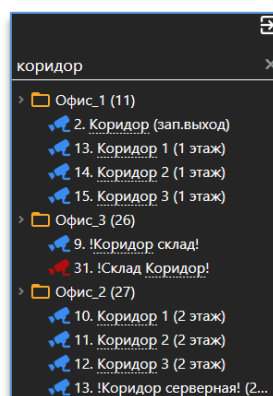 коридор
Офис_1 (11)
2. Коридор (зап.выход)
13. Коридор 1 (1 этаж)
14. Коридор 2 (1 этаж)
15. Коридор 3 (1 этаж)
Офис_3 (26)
9. !Коридор склад!
31. !Склад Коридор!
Офис_2 (27)
10. Коридор 1 (2 этаж)
11. Коридор 2 (2 этаж)
12. Коридор 3 (2 этаж)
13. !Коридор серверная! (2...